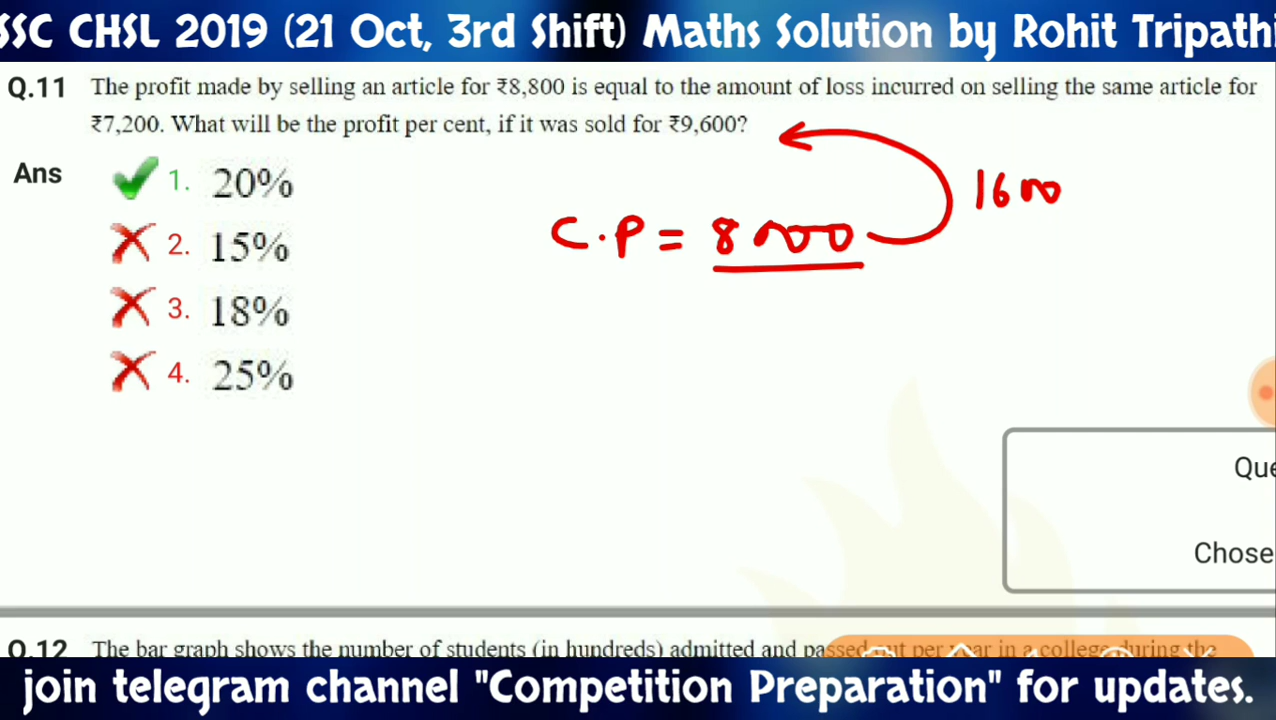 SSC CHSL 2019 (21 Oct, 3rd Shift) Maths Solution by Rohit Tripathi
Q.11 The profit made by selling an article for ₹8,800 is equal to the amount of loss incurred on selling the same article for
₹7,200. What will be the profit per cent, if it was sold for ₹9,600?
Ans 1. 20%
2. 15%
3. 18%
4. 25%
C.P = 8000
1600
Que
Chose
Q.12 The bar graph shows the number of students (in hundreds) admitted and passed out per year in a college during the
join telegram channel "Competition Preparation" for updates.